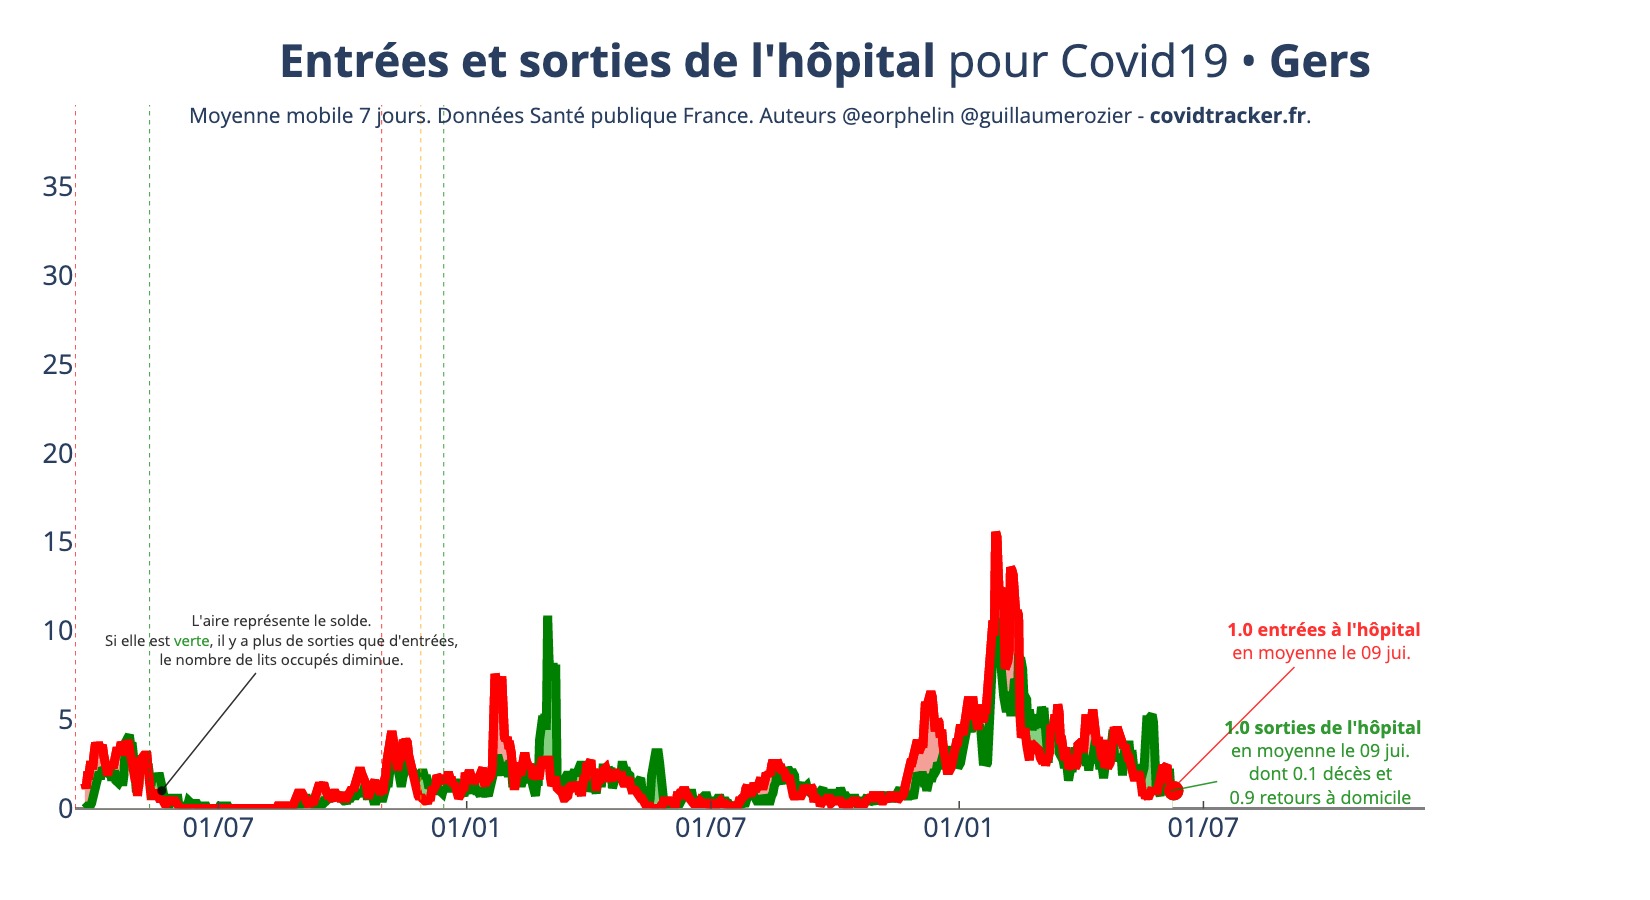 Entrées et sorties de l'hôpital pour Covid19 • Gers
Moyenne mobile 7 jours. Données Santé publique France. Auteurs @eorphelin @guillaumerozier - covidtracker.fr.
35
30
25
20
15
10
5
0
L'aire représente le solde.
Si elle est verte, il y a plus de sorties que d'entrées,
le nombre de lits occupés diminue.
1.0 entrées à l'hôpital
en moyenne le 09 jui.
1.0 sorties de l'hôpital
en moyenne le 09 jui.
dont 0.1 décès et
0.9 retours à domicile
01/07
01/01
01/07
01/01
01/07